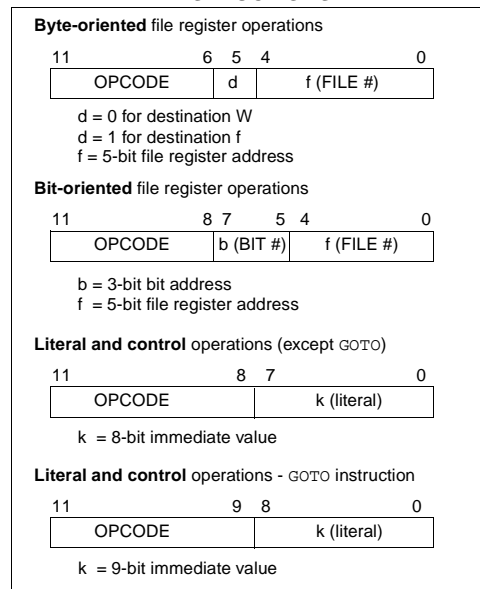 Byte-oriented file register operations
11 6 5 4 0
OPCODE d f (FILE #)
d = 0 for destination W
d = 1 for destination f
f = 5-bit file register address
Bit-oriented file register operations
11 8 7 5 4 0
OPCODE b (BIT #) f (FILE #)
b = 3-bit bit address
f = 5-bit file register address
Literal and control operations (except GOTO)
11 8 7 0
OPCODE k (literal)
k = 8-bit immediate value
Literal and control operations - GOTO instruction
11 9 8 0
OPCODE k (literal)
k = 9-bit immediate value